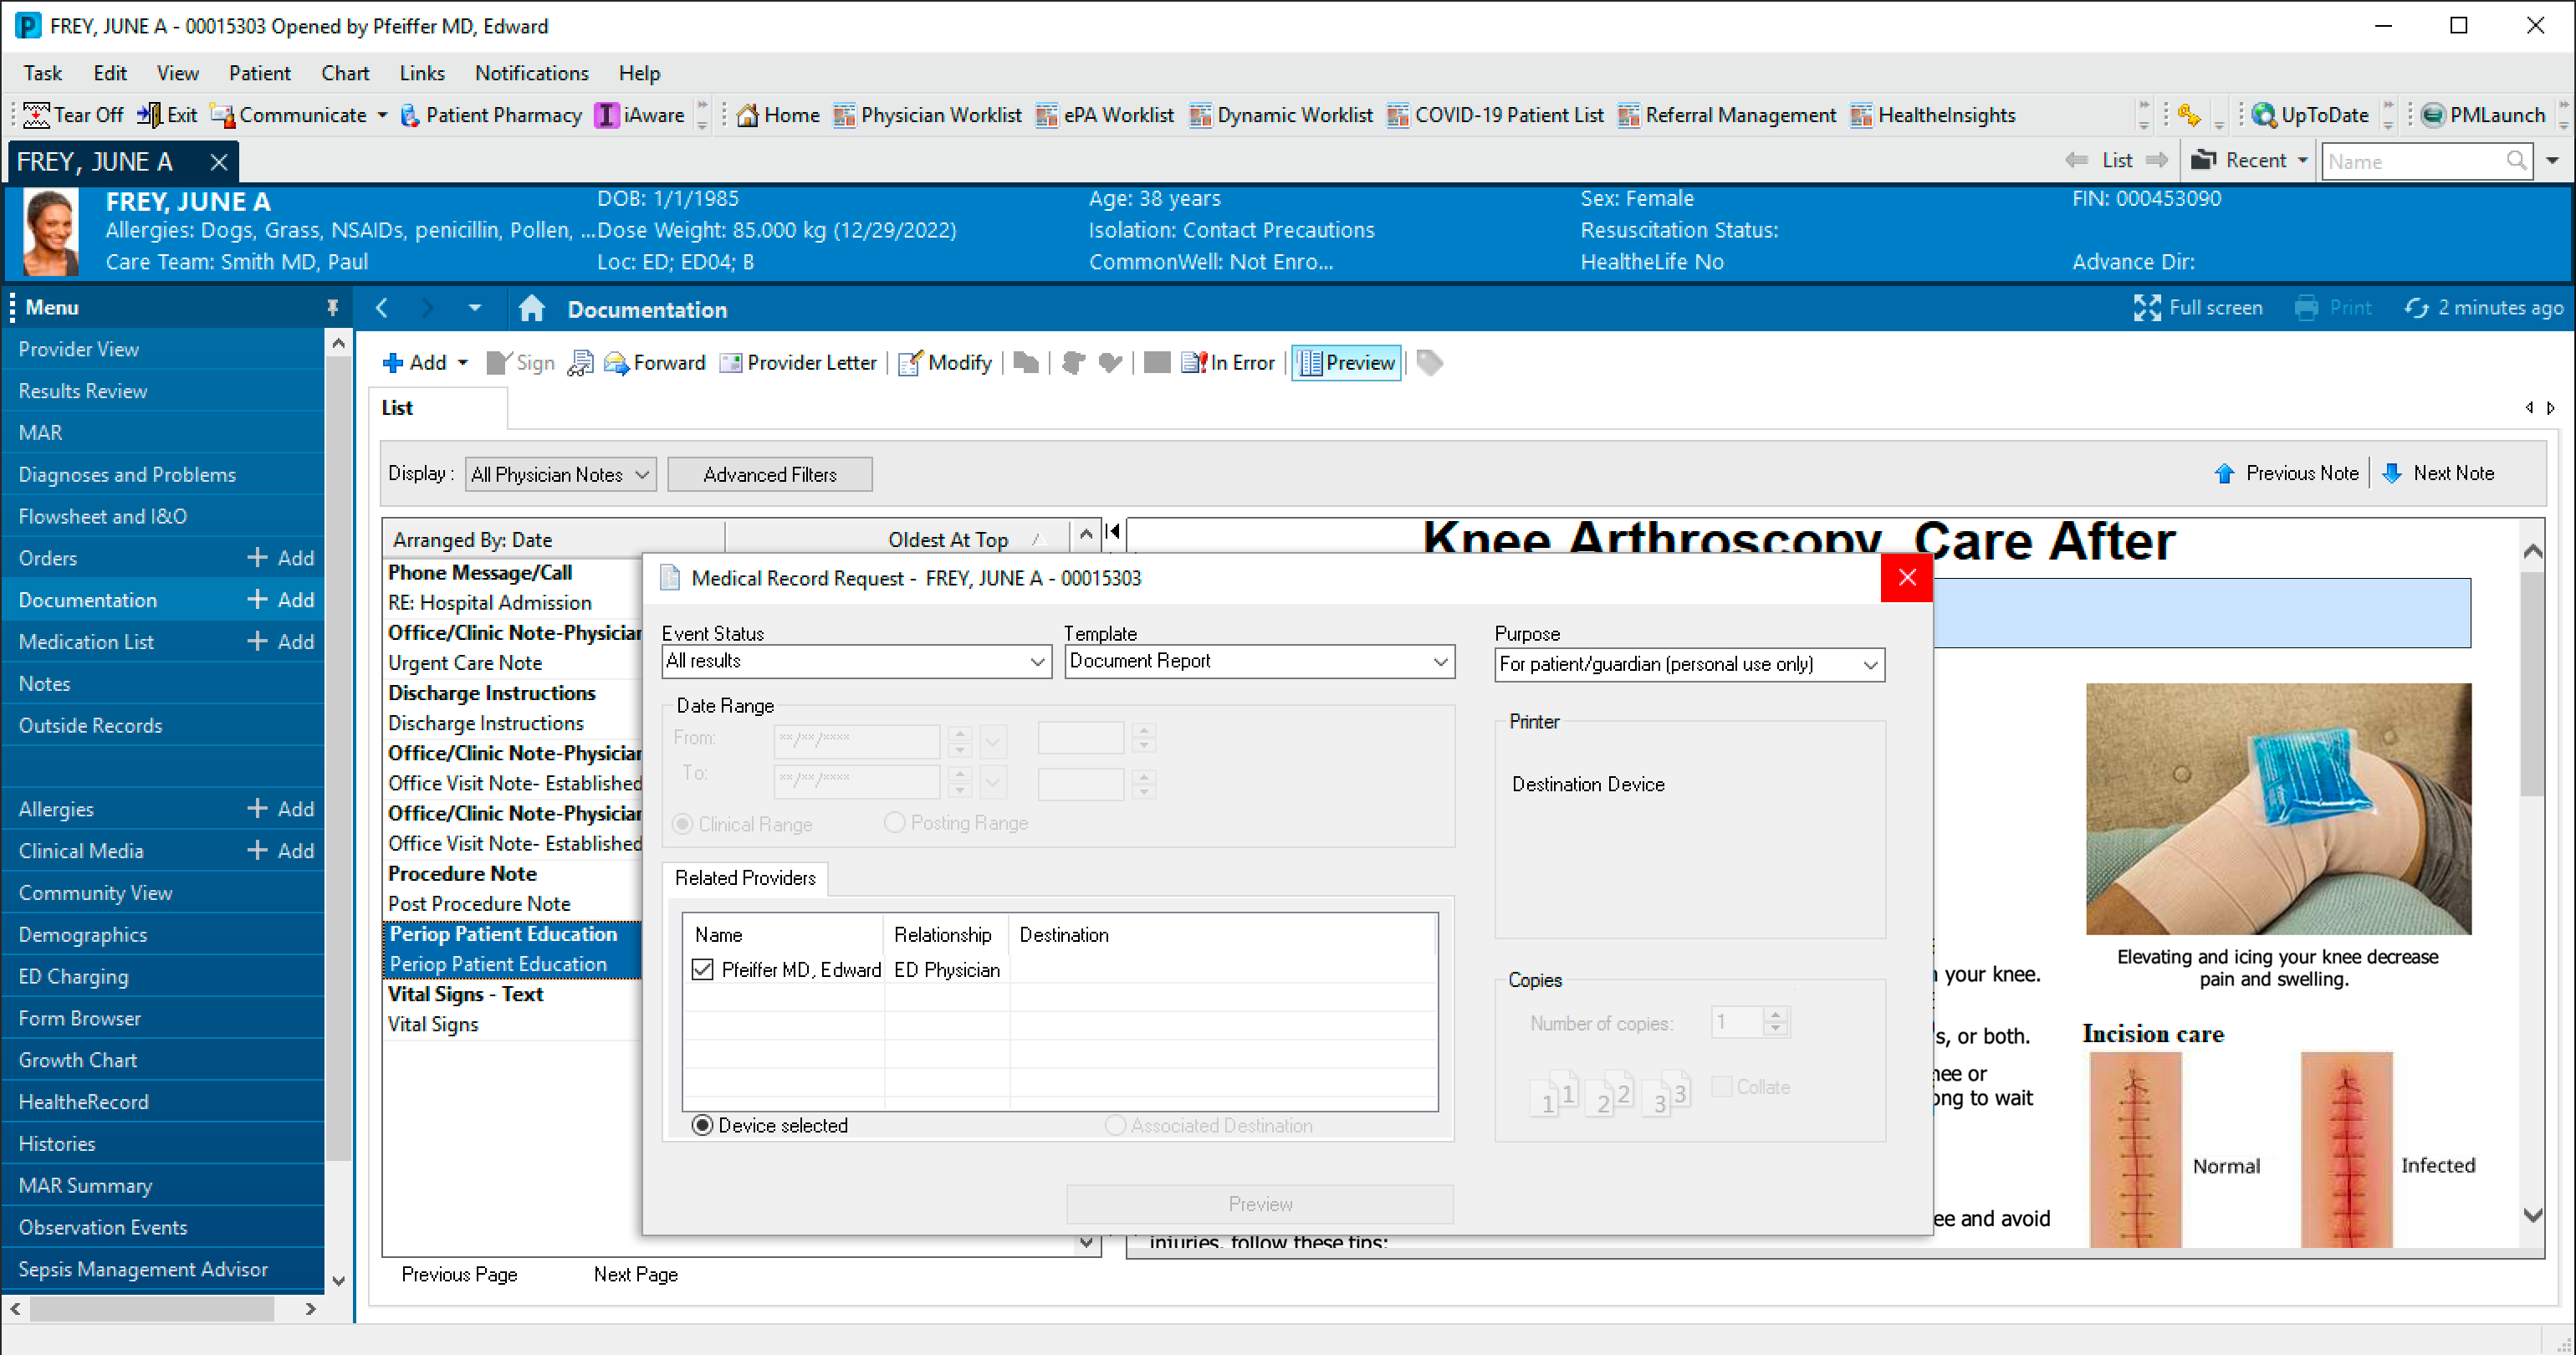 FREY, JUNE A - 00015303 Opened by Pfeiffer MD, Edward
Task Edit View Patient Chart Links Notifications Help
Tear Off Exit Communicate Patient Pharmacy iAware Home Physician Worklist ePA Worklist Dynamic Worklist COVID-19 Patient List Referral Management HealtheInsights UpToDate PMLaunch
FREY, JUNE A List Recent Name
FREY, JUNE A DOB: 1/1/1985 Age: 38 years Sex: Female FIN: 000453090
Allergies: Dogs, Grass, NSAIDs, penicillin, Pollen, ... Dose Weight: 85.000 kg (12/29/2022) Isolation: Contact Precautions Resuscitation Status:
Care Team: Smith MD, Paul Loc: ED; ED04; B CommonWell: Not Enro... HealtheLife No Advance Dir:
Menu
Provider View
Results Review
MAR
Diagnoses and Problems
Flowsheet and I&O
Orders + Add
Documentation + Add
Medication List + Add
Notes
Outside Records
Allergies + Add
Clinical Media + Add
Community View
Demographics
ED Charging
Form Browser
Growth Chart
HealtheRecord
Histories
MAR Summary
Observation Events
Sepsis Management Advisor
Documentation Full screen Print 2 minutes ago
Add Sign Forward Provider Letter Modify In Error Preview
List
Display : All Physician Notes Advanced Filters Previous Note Next Note
Arranged By: Date Oldest At Top
Phone Message/Call
RE: Hospital Admission
Office/Clinic Note-Physician
Urgent Care Note
Discharge Instructions
Discharge Instructions
Office/Clinic Note-Physician
Office Visit Note- Established
Office/Clinic Note-Physician
Office Visit Note- Established
Procedure Note
Post Procedure Note
Periop Patient Education
Periop Patient Education
Vital Signs - Text
Vital Signs
Previous Page Next Page
Knee Arthroscopy, Care After
Medical Record Request - FREY, JUNE A - 00015303
Event Status Template Purpose
All results Document Report For patient/guardian (personal use only)
Date Range
From: **/**/****
To: **/**/****
Clinical Range Posting Range
Related Providers
Name Relationship Destination
Pfeiffer MD, Edward ED Physician
Device selected Associated Destination
Preview
Printer
Destination Device
Copies
Number of copies: 1
1 1 2 2 3 3 Collate
Elevating and icing your knee decrease
pain and swelling.
your knee.
s, or both.
nee or
ong to wait
ee and avoid
injuries, follow these tips:
Incision care
Normal Infected